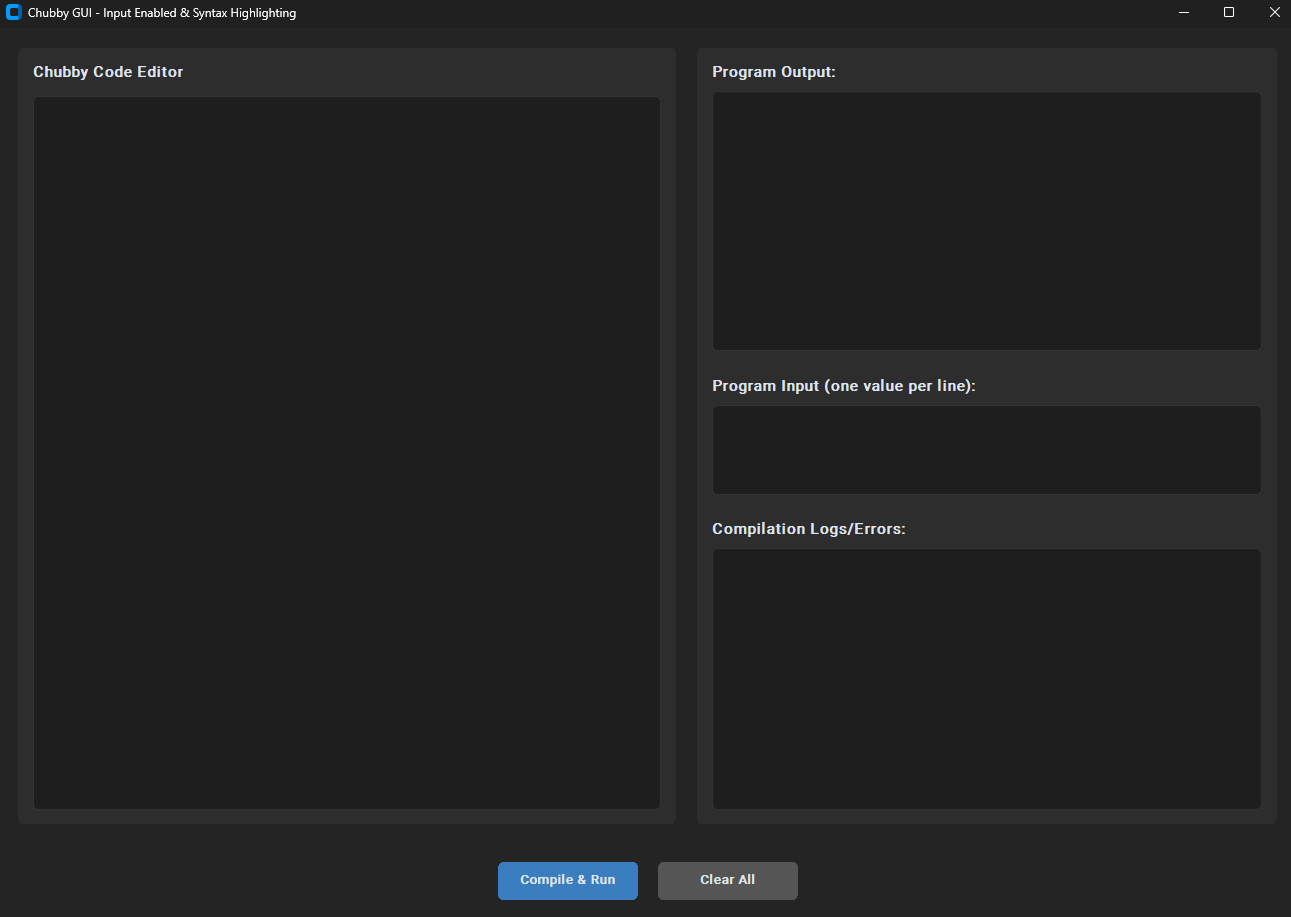 Chubby GUI - Input Enabled & Syntax Highlighting
Chubby Code Editor
Program Output:
Program Input (one value per line):
Compilation Logs/Errors:
Compile & Run
Clear All